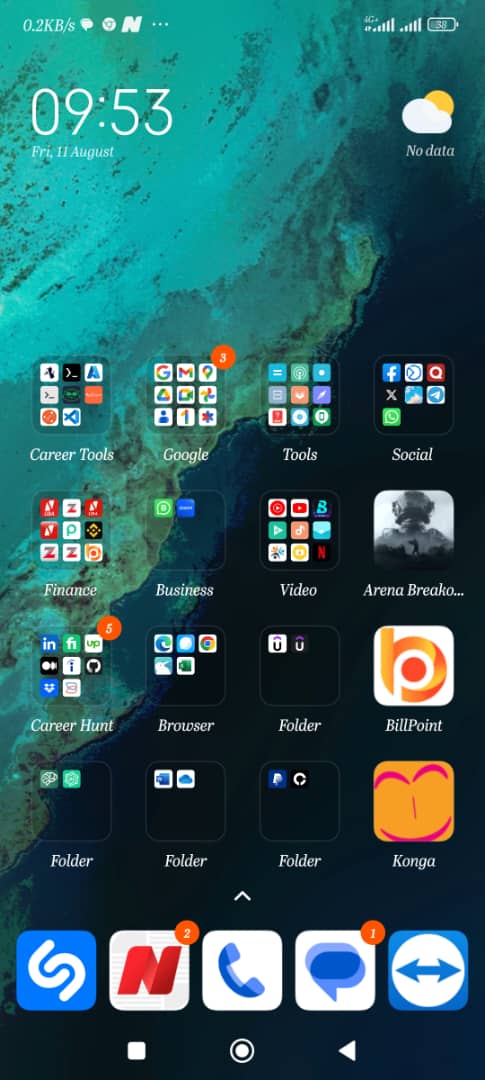 0.2KB/s
4G+
38
09:53
Fri, 11 August
No data
3
Career Tools
Google
Tools
Social
Finance
Business
Video
Arena Breako...
5
Career Hunt
Browser
Folder
BillPoint
Folder
Folder
Folder
Konga
2
1